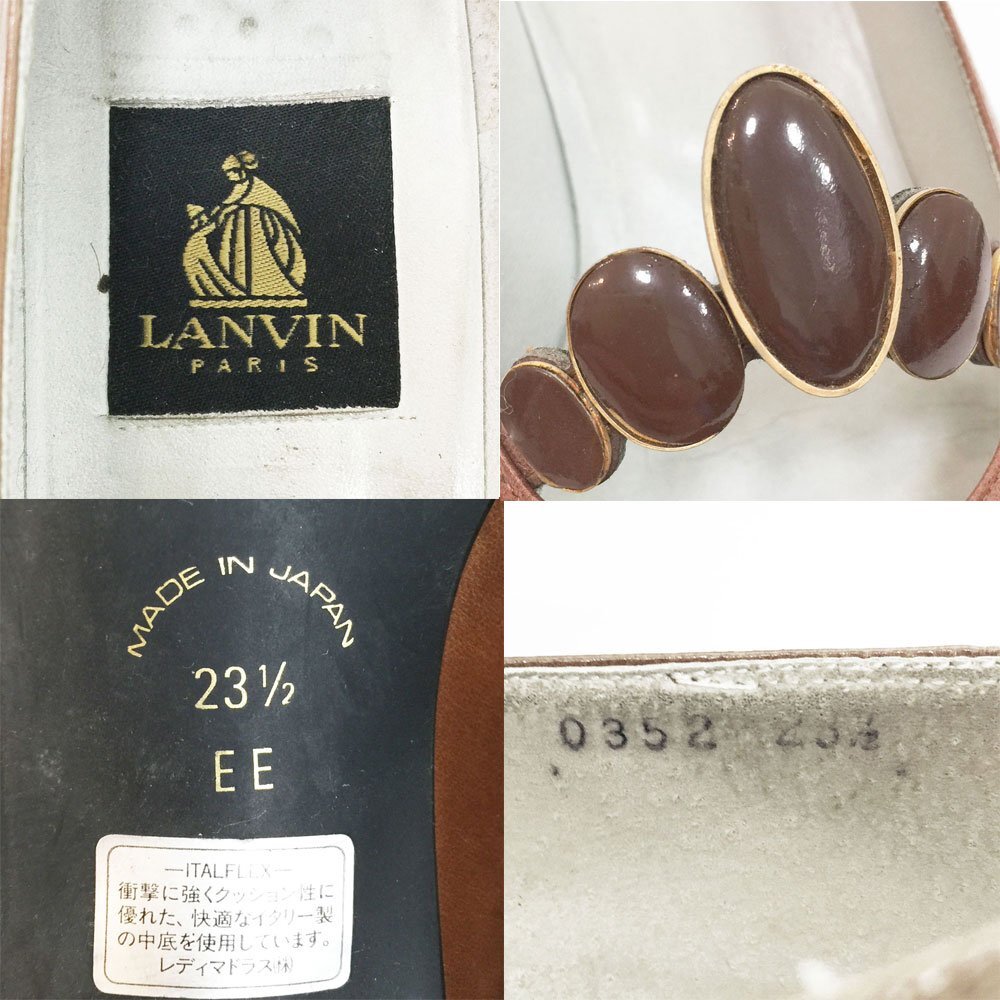 LANVIN
PARIS
MADE IN JAPAN
23½
EE
—ITALFLEX—
衝撃に強くクッション性に
優れた、快適なイタリー製
の中底を使用しています。
レディマドラス㈱
0352 23½